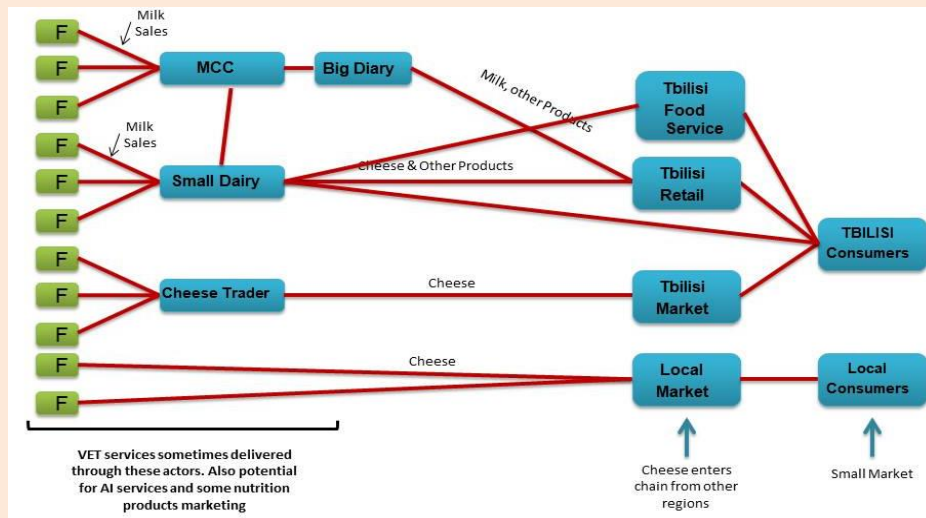 F
Milk
Sales
F
F
MCC
Big Diary
Milk, other Products
Tbilisi
Food
Service
F
Milk
Sales
F
F
Small Dairy
Cheese & Other Products
Tbilisi
Retail
TBILISI
Consumers
F
F
F
Cheese Trader
Cheese
Tbilisi
Market
F
F
Cheese
Local
Market
Local
Consumers
VET services sometimes delivered
through these actors. Also potential
for AI services and some nutrition
products marketing
Cheese enters
chain from other
regions
Small Market